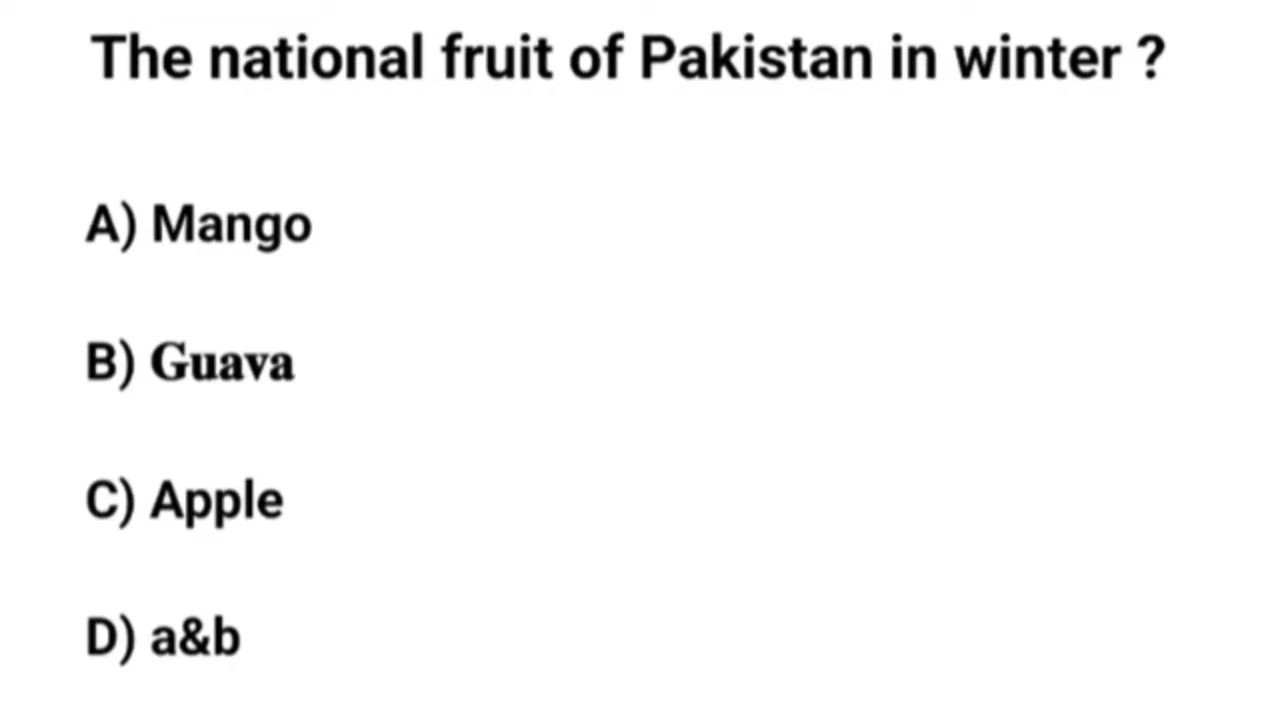 The national fruit of Pakistan in winter ?
A) Mango
B) Guava
C) Apple
D) a&b